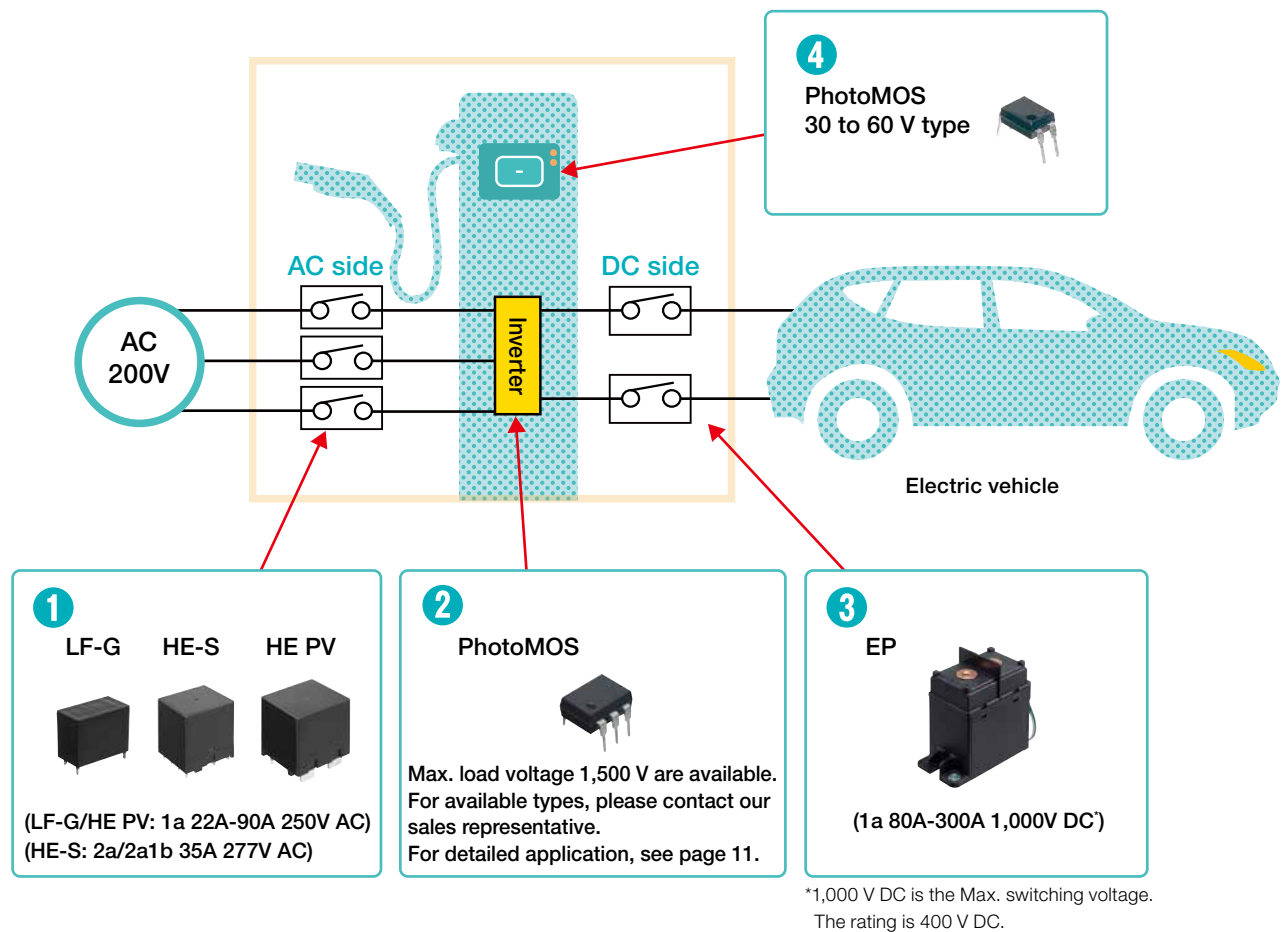 4
PhotoMOS
30 to 60 V type
AC side
DC side
AC
200V
Inverter
Electric vehicle
1
LF-G HE-S HE PV
(LF-G/HE PV: 1a 22A-90A 250V AC)
(HE-S: 2a/2a1b 35A 277V AC)
2
PhotoMOS
Max. load voltage 1,500 V are available.
For available types, please contact our
sales representative.
For detailed application, see page 11.
3
EP
(1a 80A-300A 1,000V DC*)
*1,000 V DC is the Max. switching voltage.
The rating is 400 V DC.